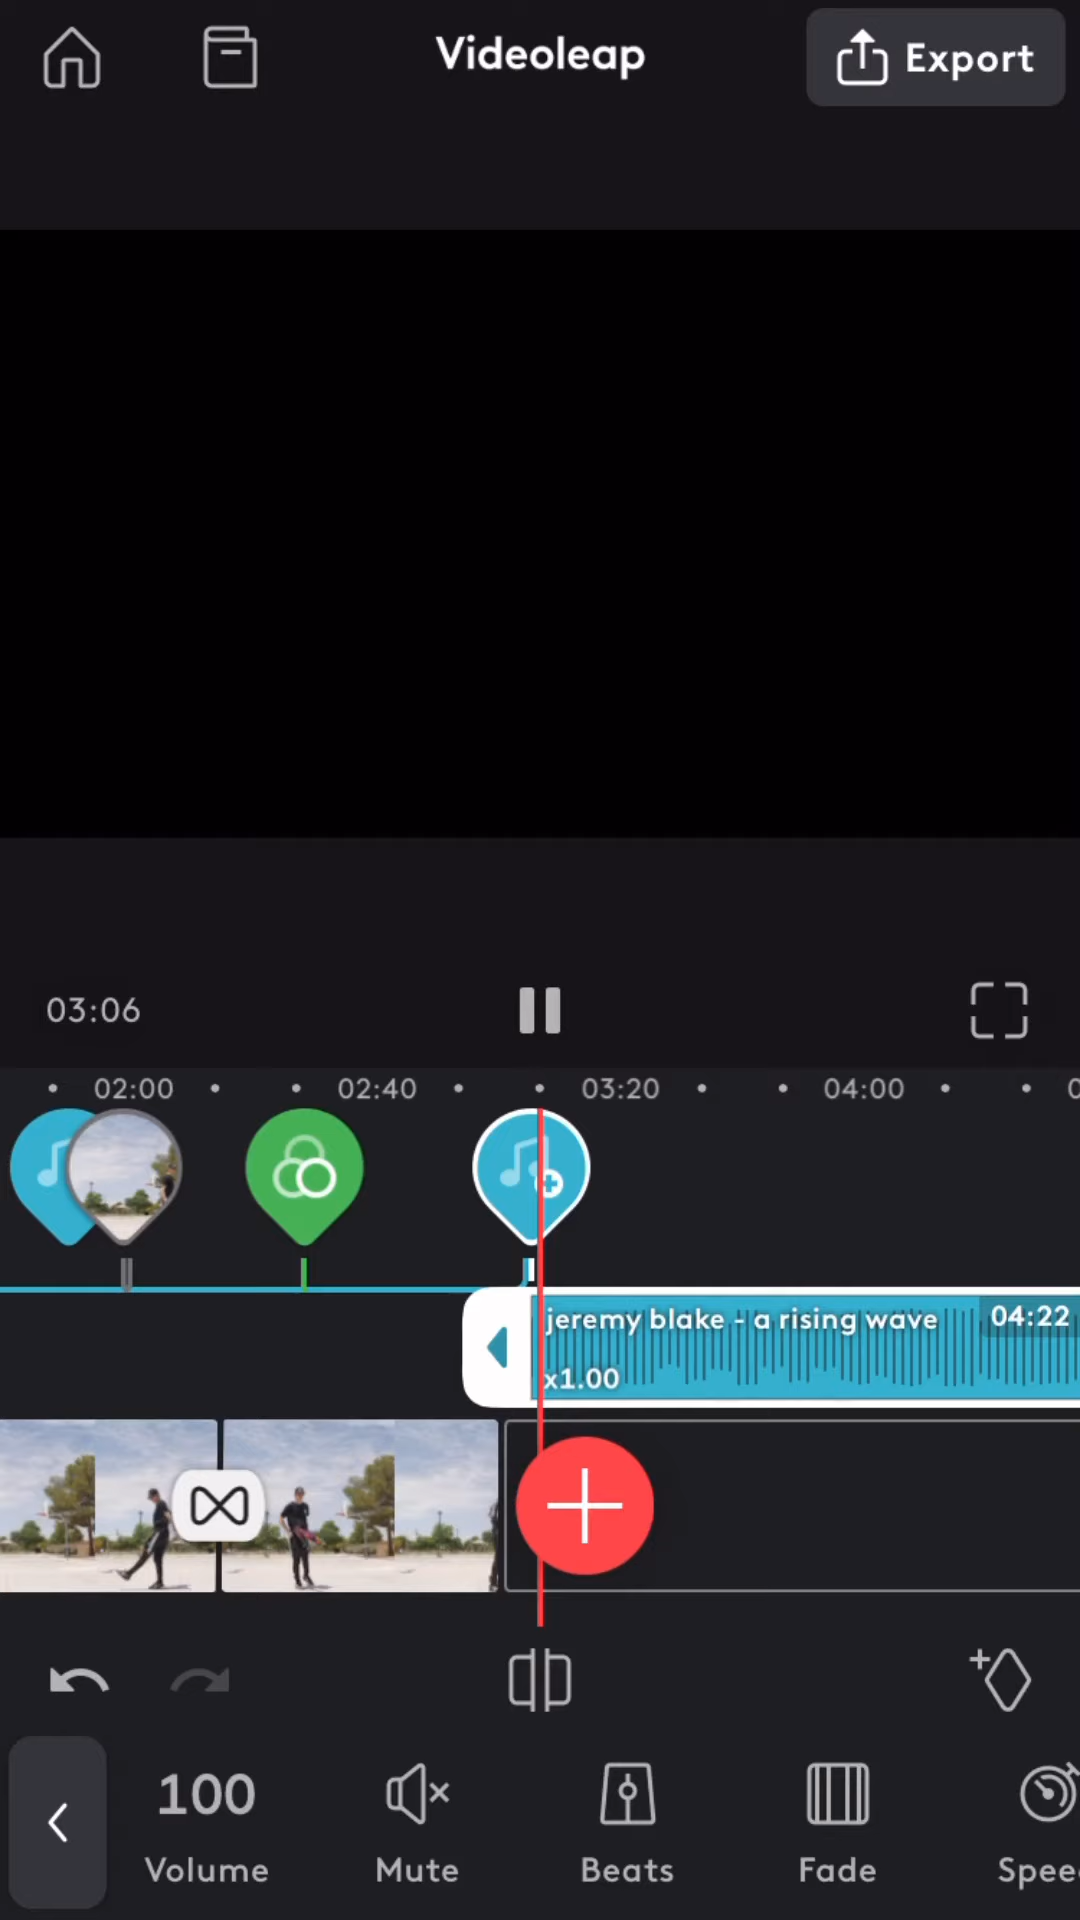 Videoleap
Export
03:06
02:00 02:40 03:20 04:00
jeremy blake - a rising wave 04:22
x1.00
100
Volume Mute Beats Fade